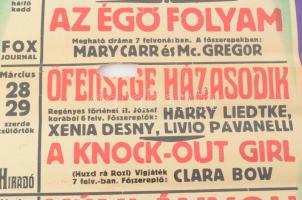 hétfő
kedd
AZ ÉGŐ FOLYAM
Megható dráma 7 felvonásban. A főszerepekben:
MARY CARR és Mc. GREGOR
FOX
JOURNAL
Március
28
29
szerda
csütörtök
ŐFENSÉGE HÁZASODIK
Regényes történet II. József
korából 6 felv. Főszereplők:
HARRY LIEDTKE,
XENIA DESNY, LIVIO PAVANELLI
A KNOCK-OUT GIRL
(Huzd rá Rozi) Vigjáték
7 felv.-ban. Főszereplő:
CLARA BOW
HIRADÓ